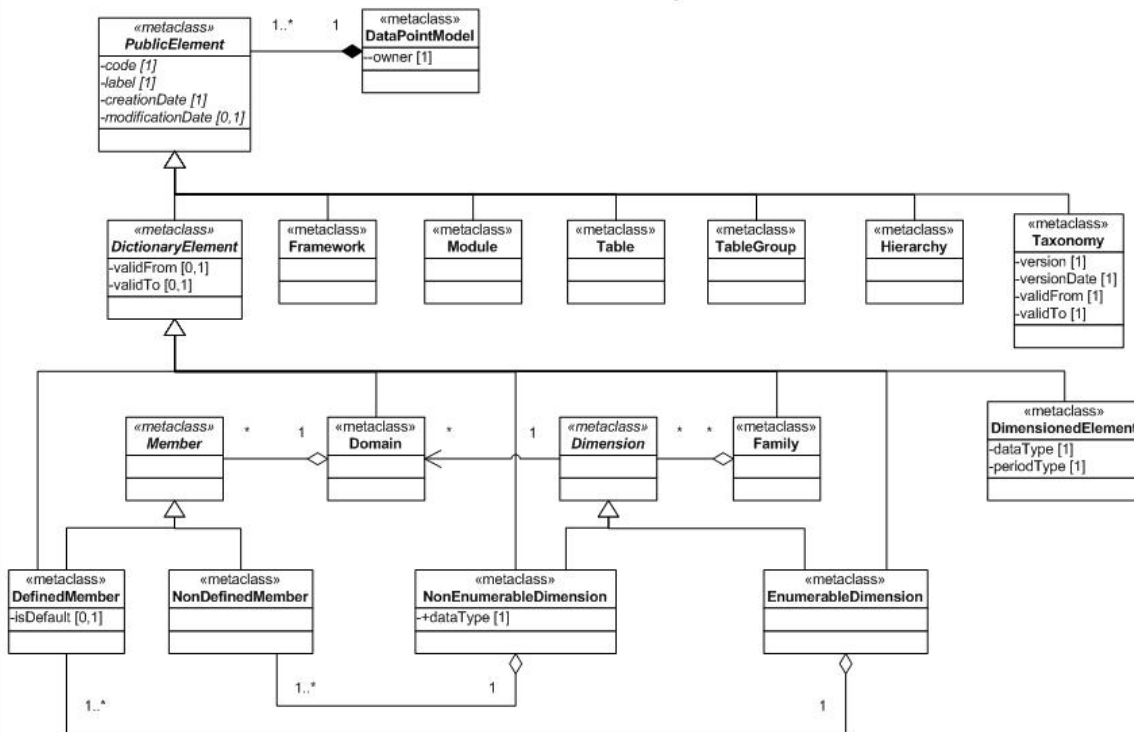 «metaclass»
PublicElement
-code [1]
-label [1]
-creationDate [1]
-modificationDate [0,1]
1..*
1
«metaclass»
DataPointModel
--owner [1]
«metaclass»
DictionaryElement
-validFrom [0,1]
-validTo [0,1]
«metaclass»
Framework
«metaclass»
Module
«metaclass»
Table
«metaclass»
TableGroup
«metaclass»
Hierarchy
«metaclass»
Taxonomy
-version [1]
-versionDate [1]
-validFrom [1]
-validTo [1]
«metaclass»
Member
*
1
«metaclass»
Domain
*
1
«metaclass»
Dimension
*
*
«metaclass»
Family
«metaclass»
DimensionedElement
-dataType [1]
-periodType [1]
«metaclass»
DefinedMember
-isDefault [0,1]
«metaclass»
NonDefinedMember
«metaclass»
NonEnumerableDimension
-+dataType [1]
«metaclass»
EnumerableDimension
1..*
1..*
1
1